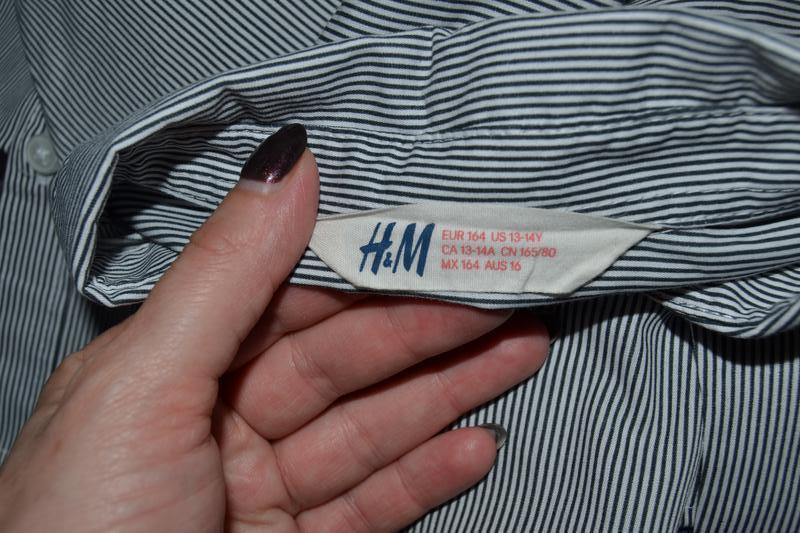 H&M
EUR 164 US 13-14Y
CA 13-14A CN 165/80
MX 164 AUS 16